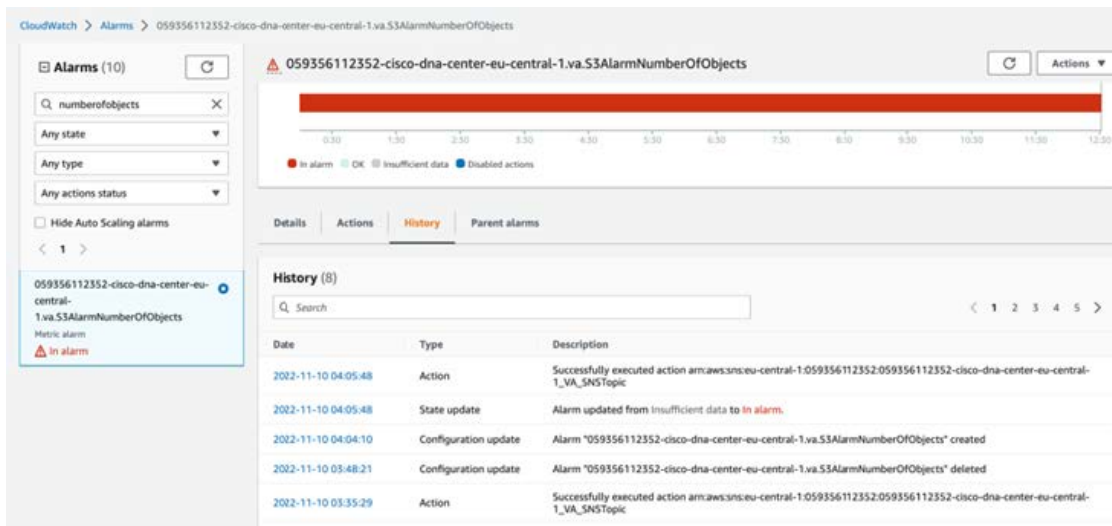 CloudWatch > Alarms > 059356112352-cisco-dna-center-eu-central-1.va.S3AlarmNumberOfObjects
Alarms (10)
numberofobjects
Any state
Any type
Any actions status
Hide Auto Scaling alarms
< 1 >
059356112352-cisco-dna-center-eu-
central-
1.va.S3AlarmNumberOfObjects
Metric alarm
In alarm
059356112352-cisco-dna-center-eu-central-1.va.S3AlarmNumberOfObjects
Actions
0:30 1:30 2:30 3:30 4:30 5:30 6:30 7:30 8:30 9:30 10:30 11:30 12:30
In alarm OK Insufficient data Disabled actions
Details Actions History Parent alarms
History (8)
Search
< 1 2 3 4 5 >
Date Type Description
2022-11-10 04:05:48 Action Successfully executed action arn:aws:sns:eu-central-1:059356112352:059356112352-cisco-dna-center-eu-central-
1_VA_SNSTopic
2022-11-10 04:05:48 State update Alarm updated from Insufficient data to In alarm.
2022-11-10 04:04:10 Configuration update Alarm "059356112352-cisco-dna-center-eu-central-1.va.S3AlarmNumberOfObjects" created
2022-11-10 03:48:21 Configuration update Alarm "059356112352-cisco-dna-center-eu-central-1.va.S3AlarmNumberOfObjects" deleted
2022-11-10 03:35:29 Action Successfully executed action arn:aws:sns:eu-central-1:059356112352:059356112352-cisco-dna-center-eu-central-
1_VA_SNSTopic